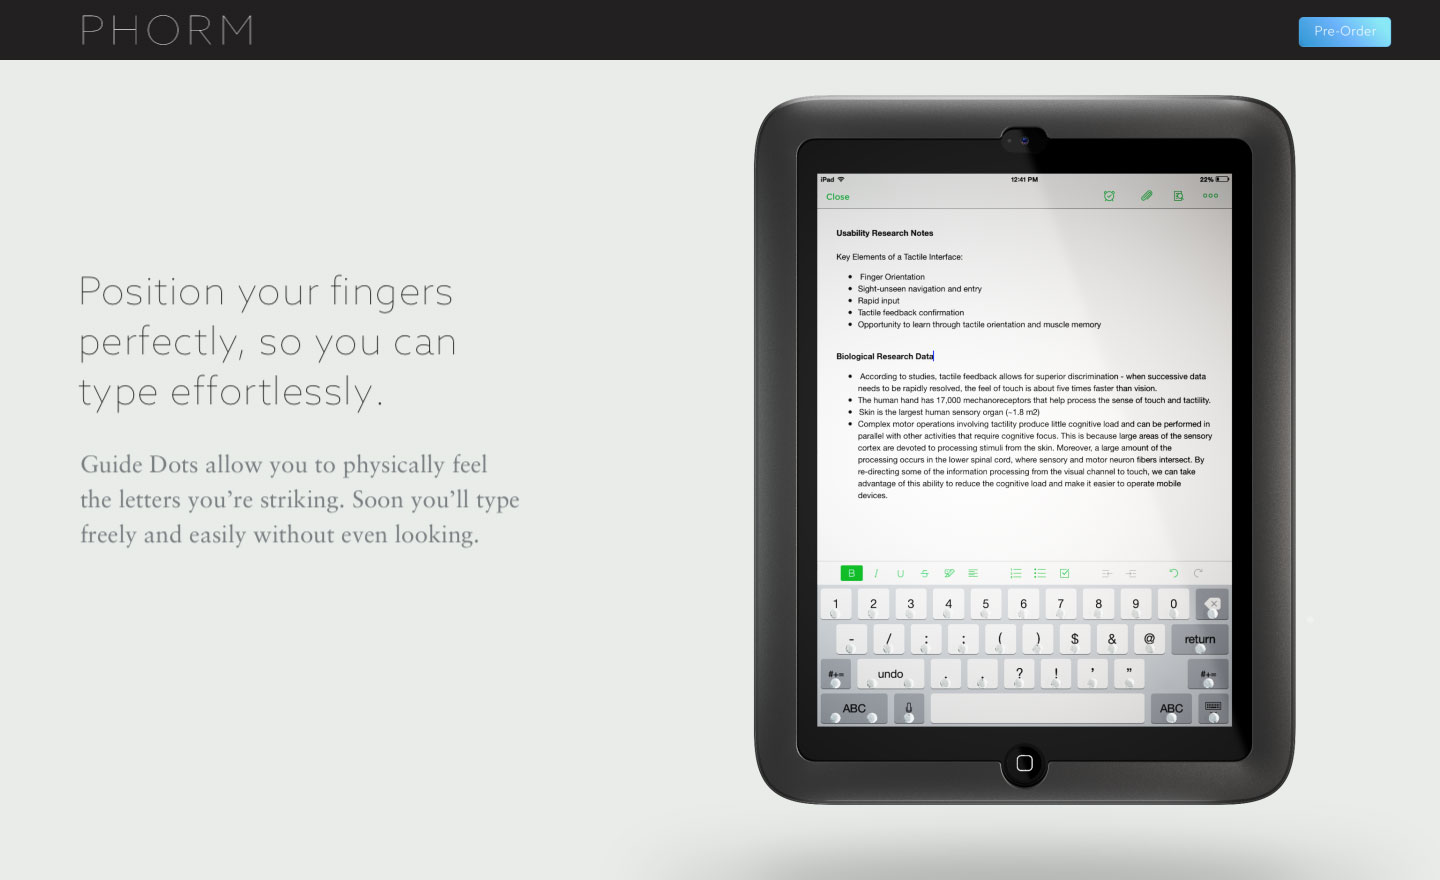 PHORM
Pre-Order
Position your fingers
perfectly, so you can
type effortlessly.
Guide Dots allow you to physically feel
the letters you’re striking. Soon you’ll type
freely and easily without even looking.
iPad 12:41 PM 22%
Close
Usability Research Notes
Key Elements of a Tactile Interface:
• Finger Orientation
• Sight-unseen navigation and entry
• Rapid input
• Tactile feedback confirmation
• Opportunity to learn through tactile orientation and muscle memory
Biological Research Data
• According to studies, tactile feedback allows for superior discrimination - when successive data
needs to be rapidly resolved, the feel of touch is about five times faster than vision.
• The human hand has 17,000 mechanoreceptors that help process the sense of touch and tactility.
• Skin is the largest human sensory organ (~1.8 m2)
• Complex motor operations involving tactility produce little cognitive load and can be performed in
parallel with other activities that require cognitive focus. This is because large areas of the sensory
cortex are devoted to processing stimuli from the skin. Moreover, a large amount of the
processing occurs in the lower spinal cord, where sensory and motor neuron fibers intersect. By
re-directing some of the information processing from the visual channel to touch, we can take
advantage of this ability to reduce the cognitive load and make it easier to operate mobile
devices.
B I U S
1 2 3 4 5 6 7 8 9 0
- / : ; ( ) $ & @ return
#+= undo . , ? ! ’ ” #+=
ABC ABC